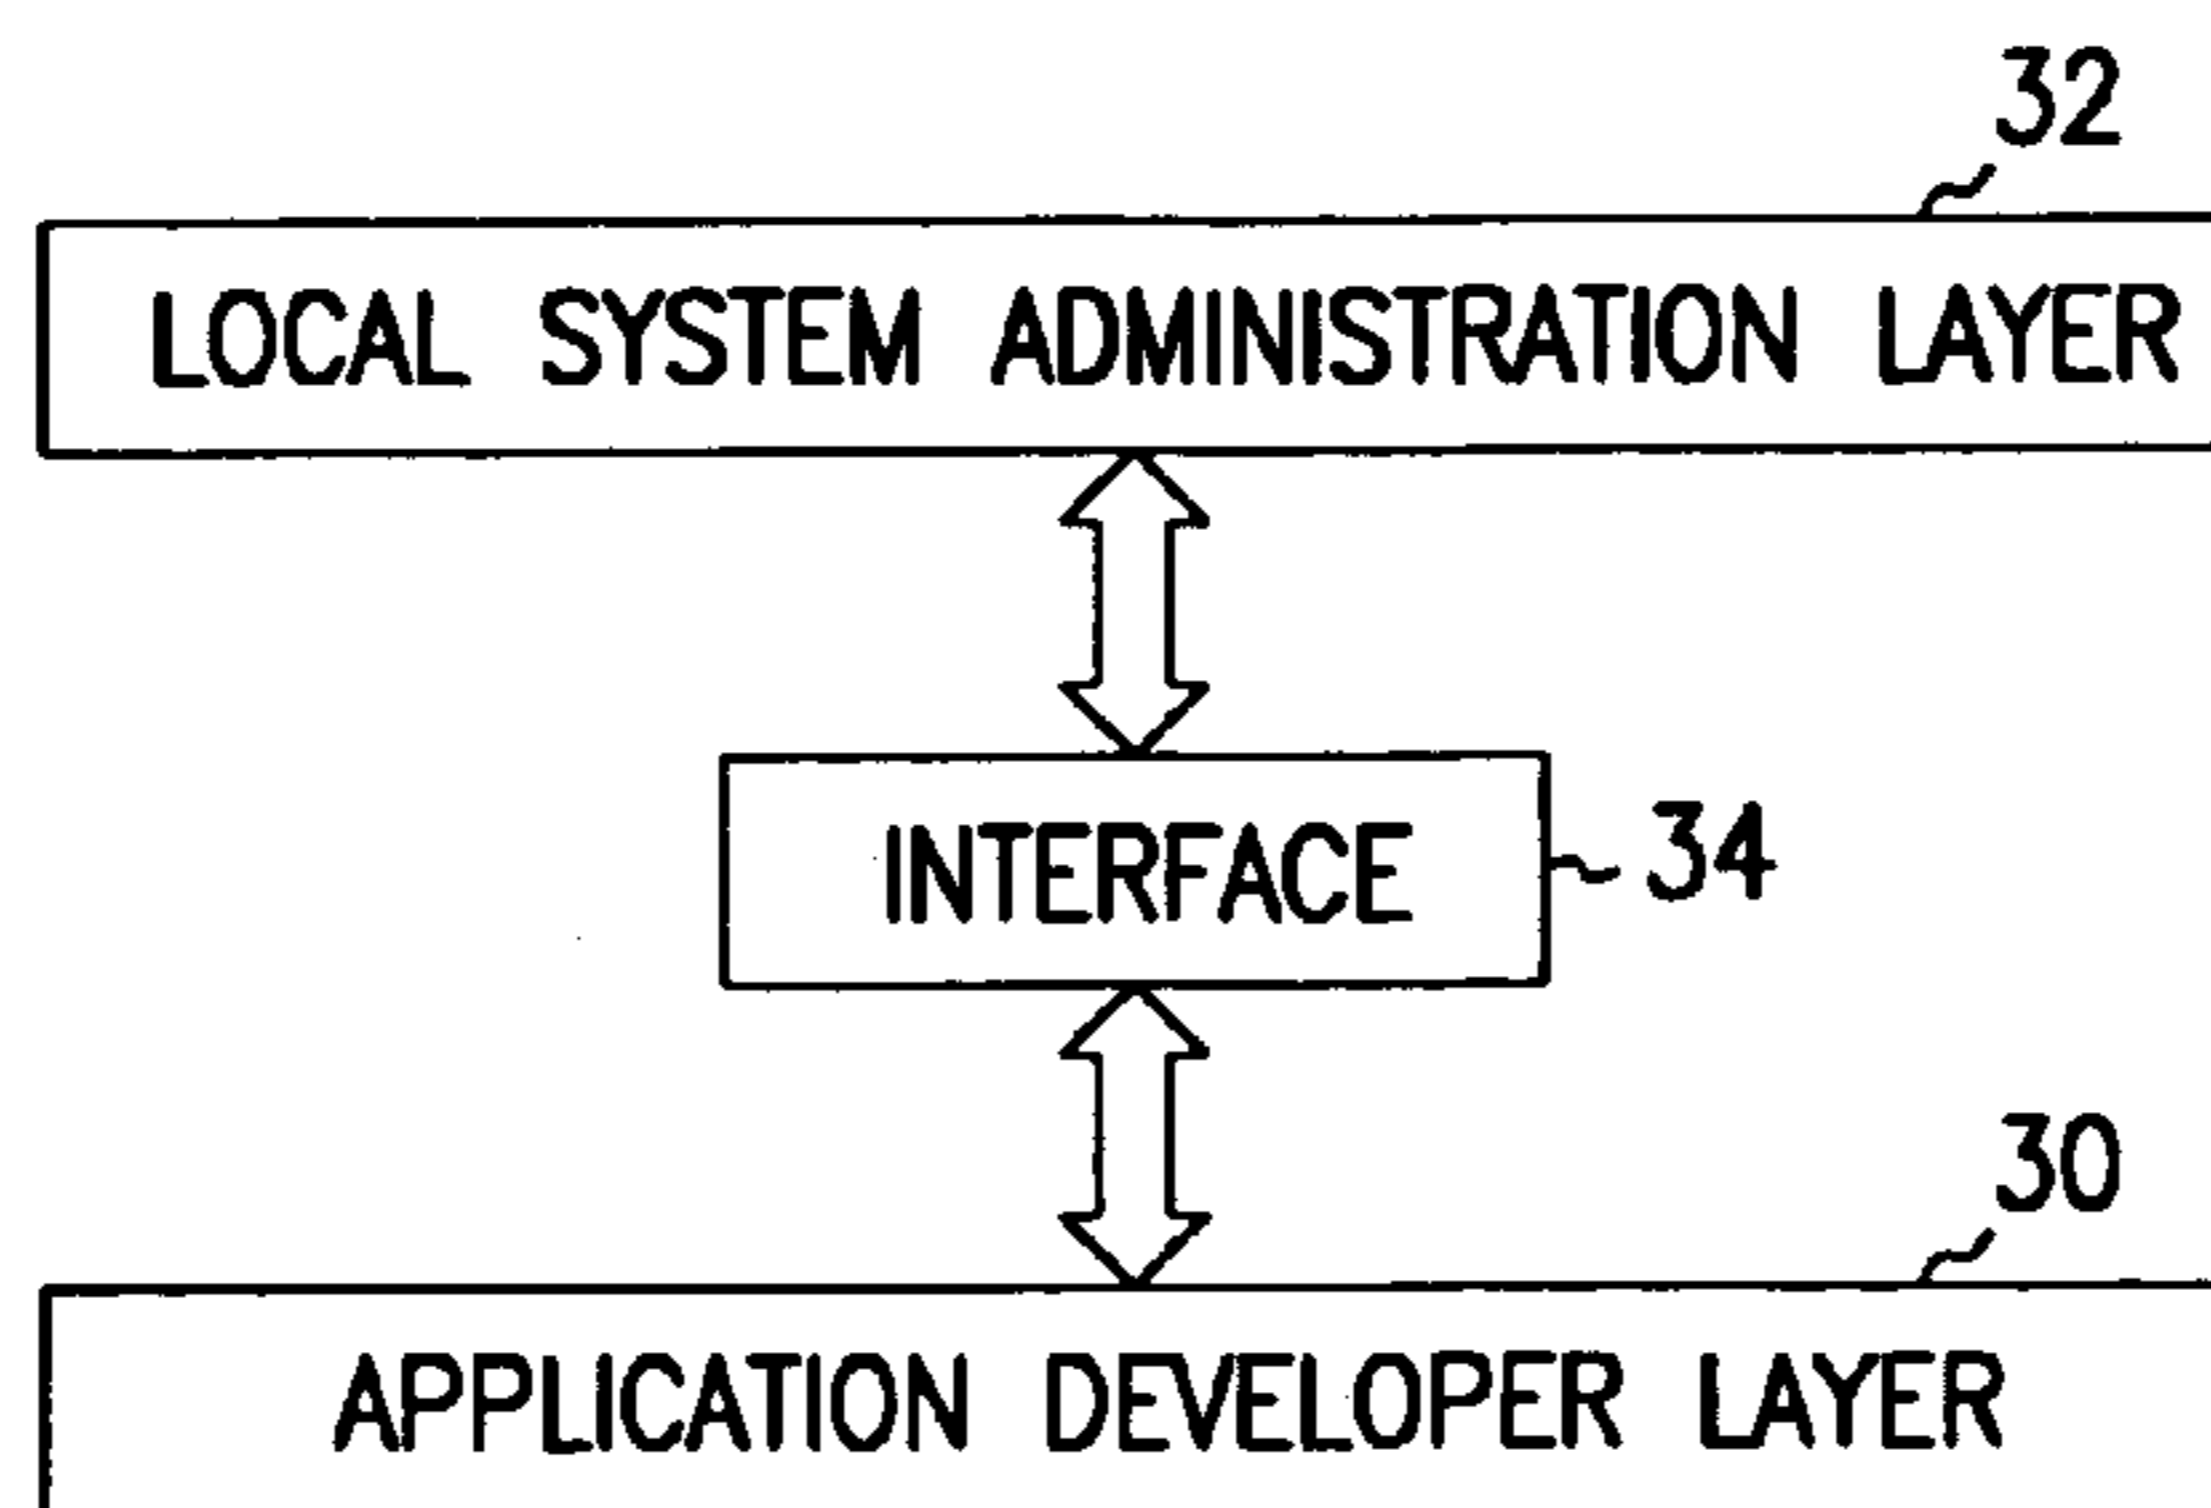 32
LOCAL SYSTEM ADMINISTRATION LAYER
INTERFACE
34
30
APPLICATION DEVELOPER LAYER